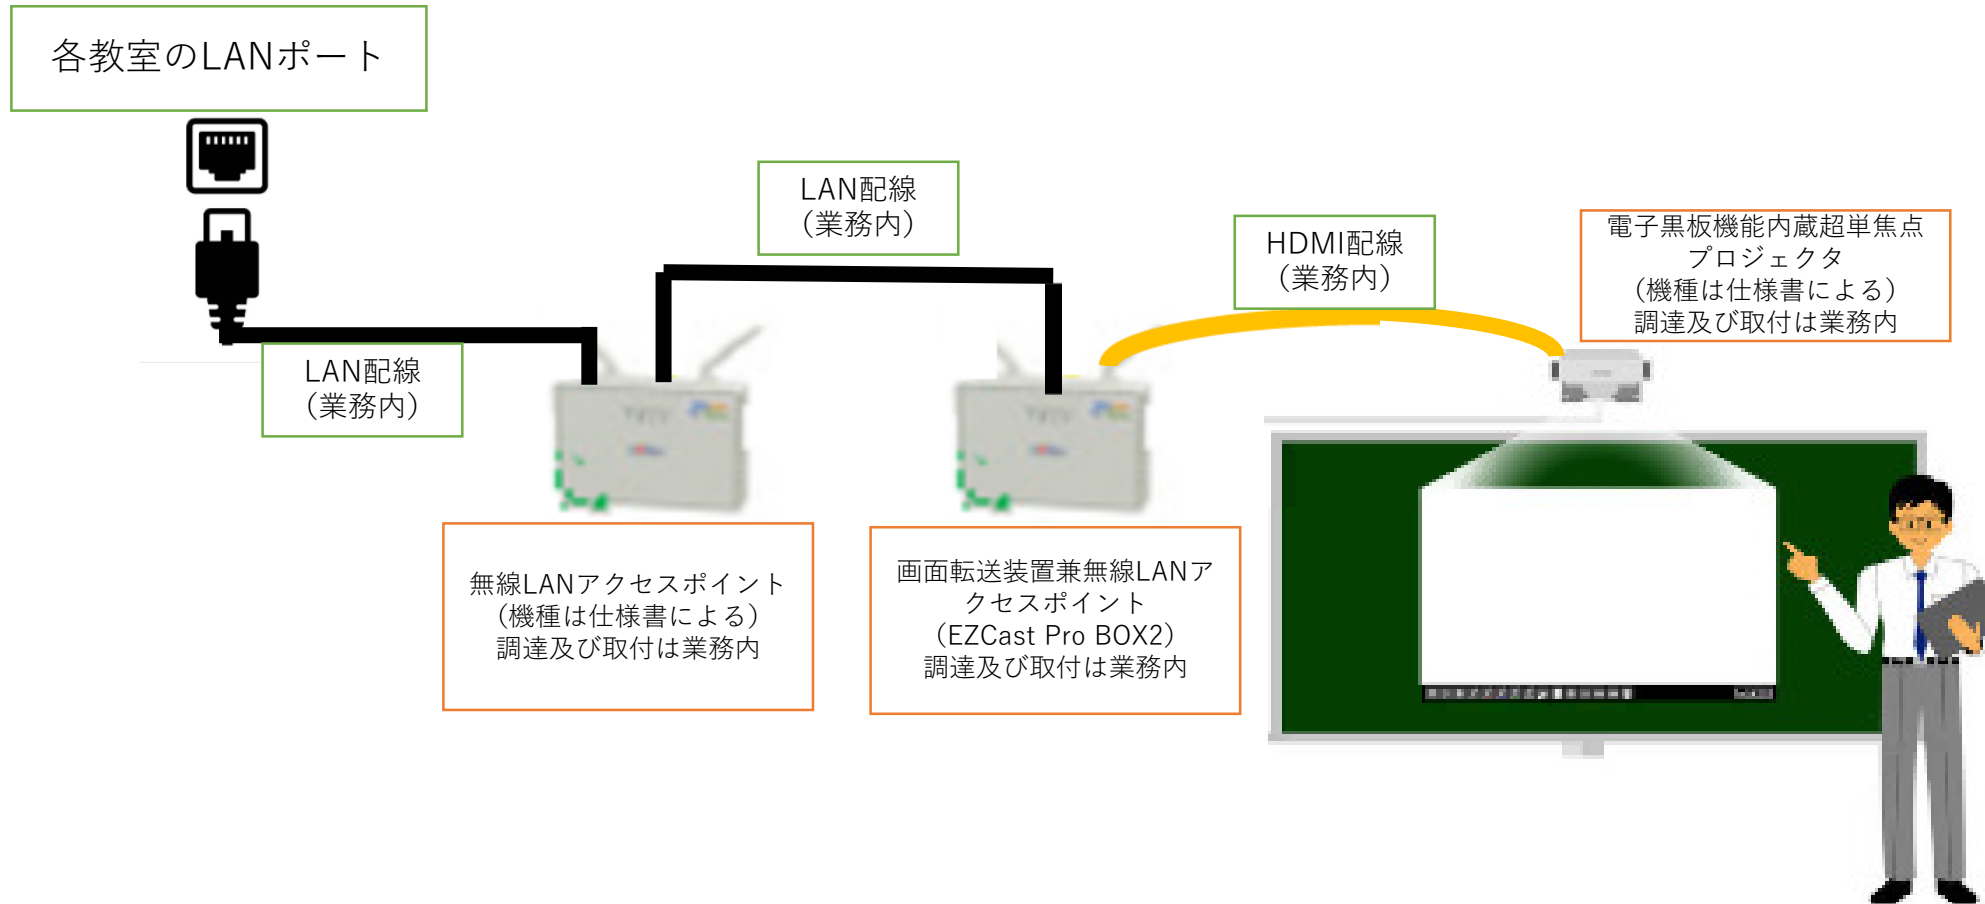 各教室のLANポート
LAN配線
（業務内）
LAN配線
（業務内）
HDMI配線
（業務内）
電子黒板機能内蔵超単焦点
プロジェクタ
（機種は仕様書による）
調達及び取付は業務内
無線LANアクセスポイント
（機種は仕様書による）
調達及び取付は業務内
画面転送装置兼無線LANア
クセスポイント
（EZCast Pro BOX2）
調達及び取付は業務内